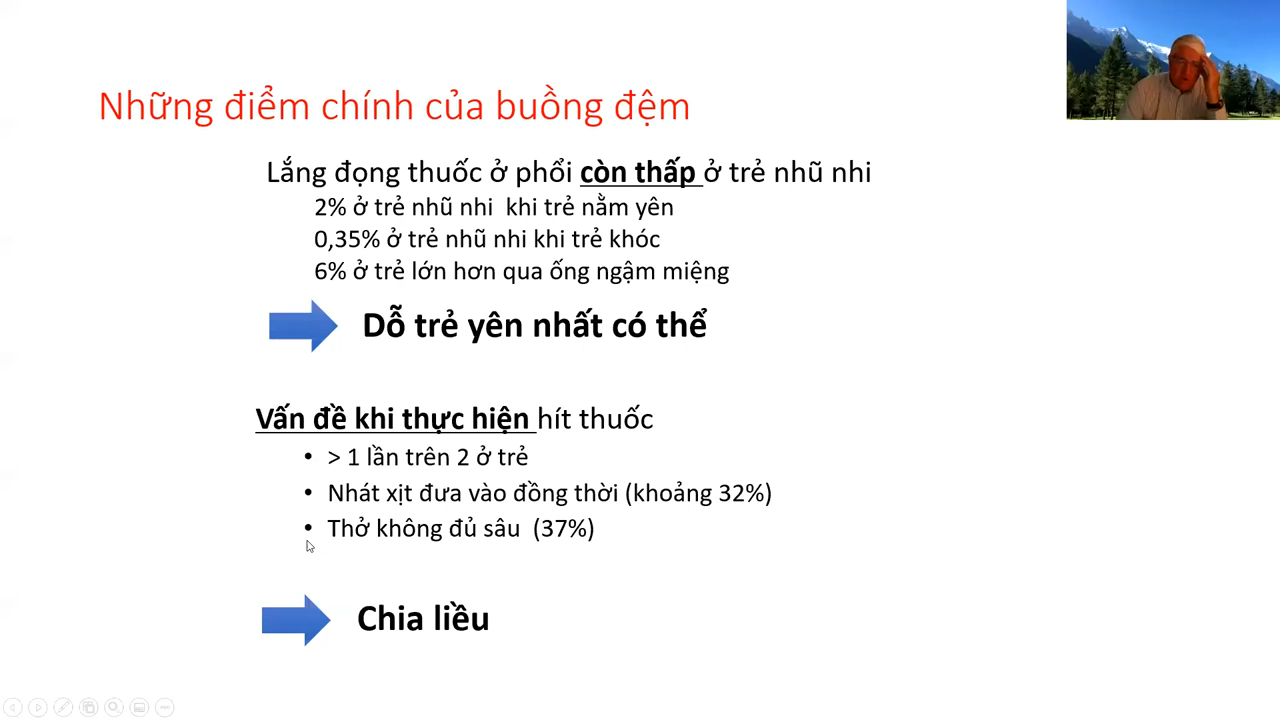 Những điểm chính của buồng đệm
Lắng đọng thuốc ở phổi còn thấp ở trẻ nhũ nhi
2% ở trẻ nhũ nhi khi trẻ nằm yên
0,35% ở trẻ nhũ nhi khi trẻ khóc
6% ở trẻ lớn hơn qua ống ngậm miệng
Dỗ trẻ yên nhất có thể
Vấn đề khi thực hiện hít thuốc
• > 1 lần trên 2 ở trẻ
• Nhát xịt đưa vào đồng thời (khoảng 32%)
• Thở không đủ sâu (37%)
Chia liều